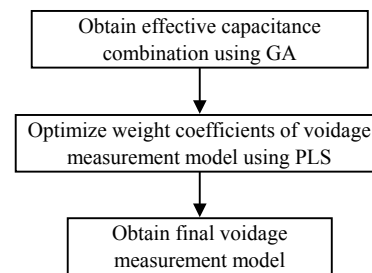 Obtain effective capacitance
combination using GA
Optimize weight coefficients of voidage
measurement model using PLS
Obtain final voidage
measurement model